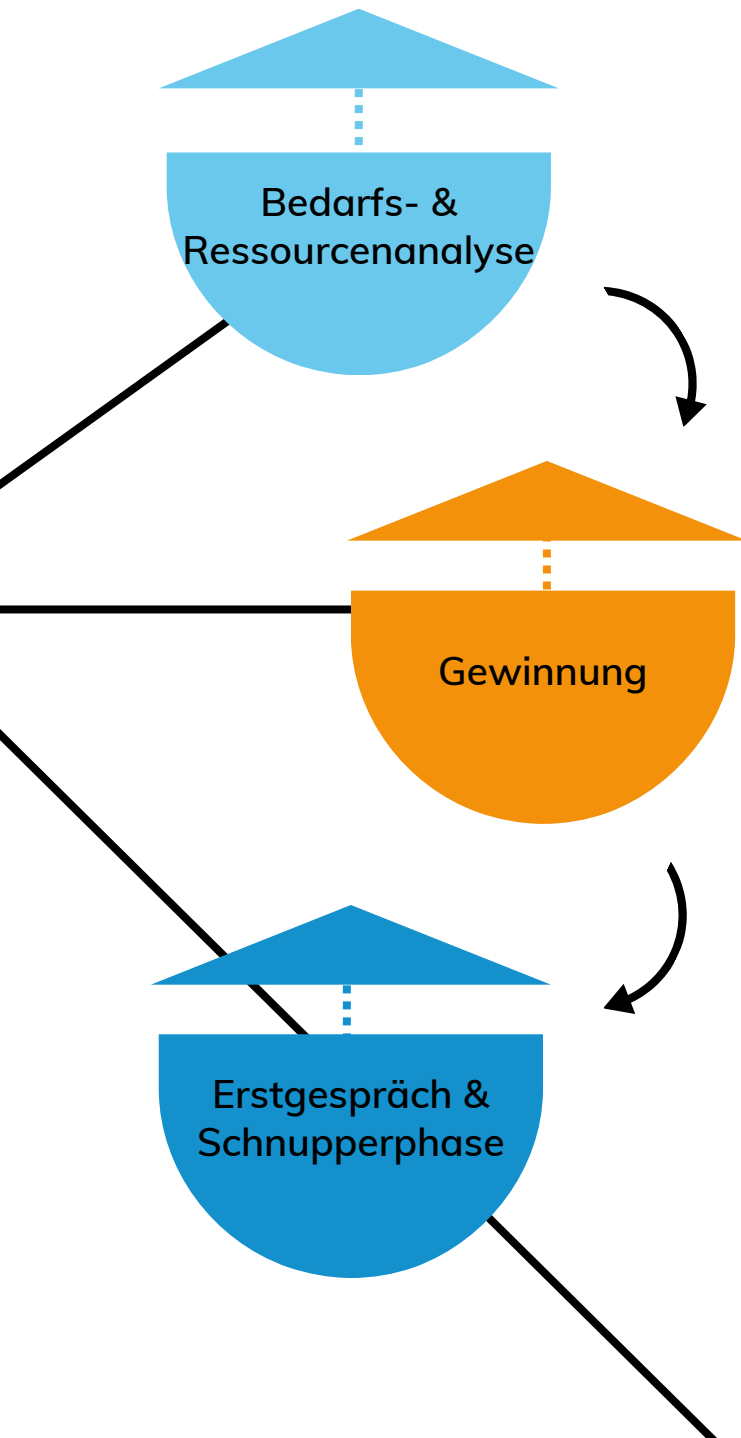 Bedarfs- &
Ressourcenanalyse
Gewinnung
Erstgespräch &
Schnupperphase